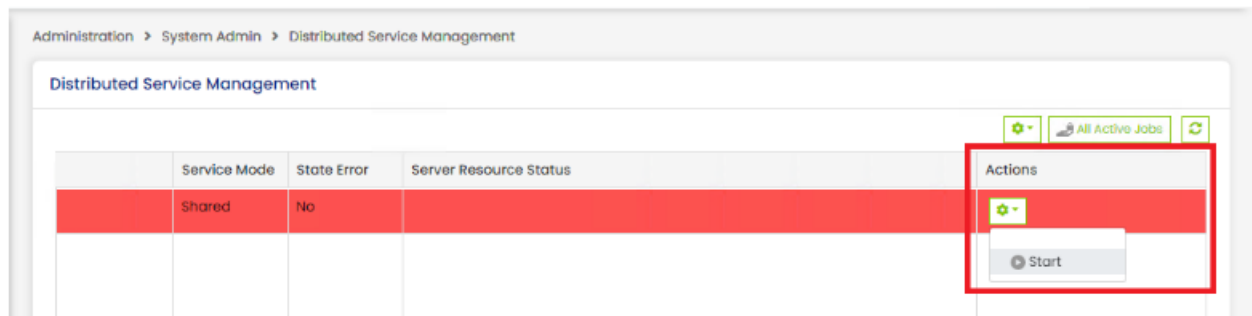 Administration > System Admin > Distributed Service Management
Distributed Service Management
All Active Jobs
Service Mode State Error Server Resource Status Actions
Shared No
Start